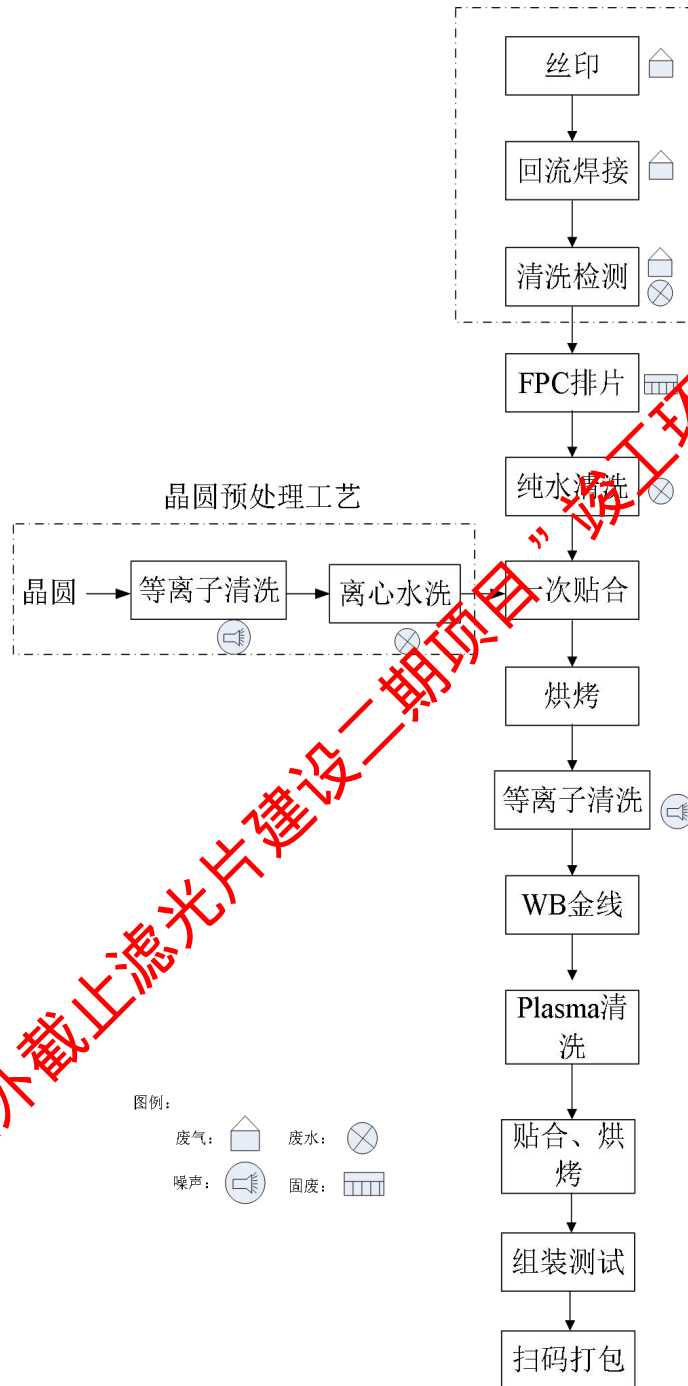 丝印
回流焊接
清洗检测
FPC排片
纯水清洗
晶圆预处理工艺
晶圆
等离子清洗
离心水洗
一次贴合
烘烤
等离子清洗
WB金线
Plasma清
洗
贴合、烘
烤
组装测试
扫码打包
图例：
废气：
废水：
噪声：
固废：
外截止滤光片建设二期项目”竣工环